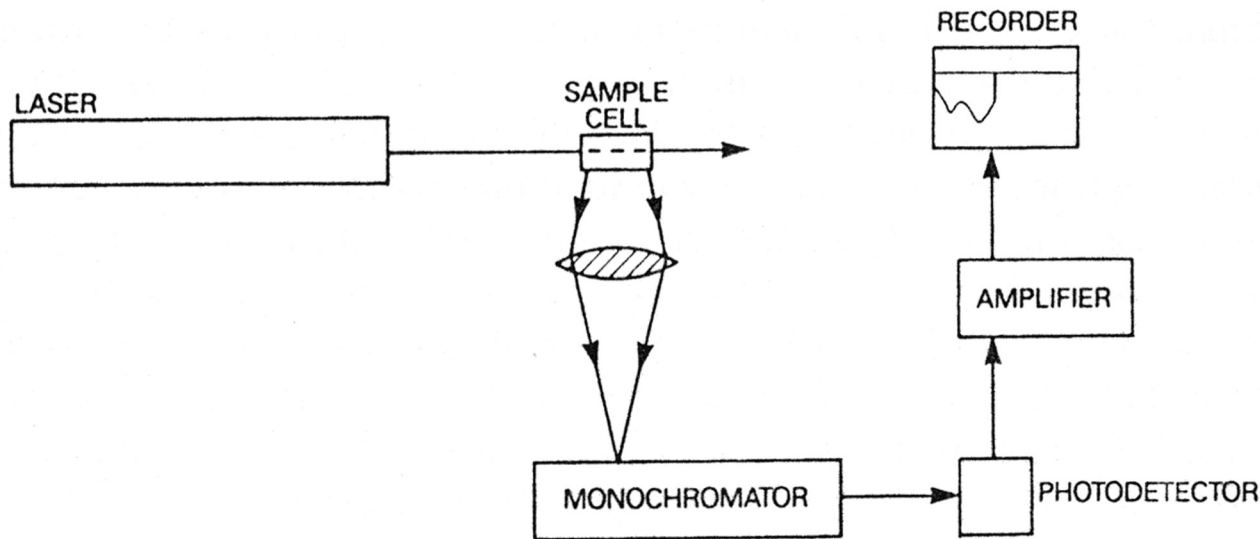 RECORDER
LASER
SAMPLE
CELL
AMPLIFIER
MONOCHROMATOR
PHOTODETECTOR